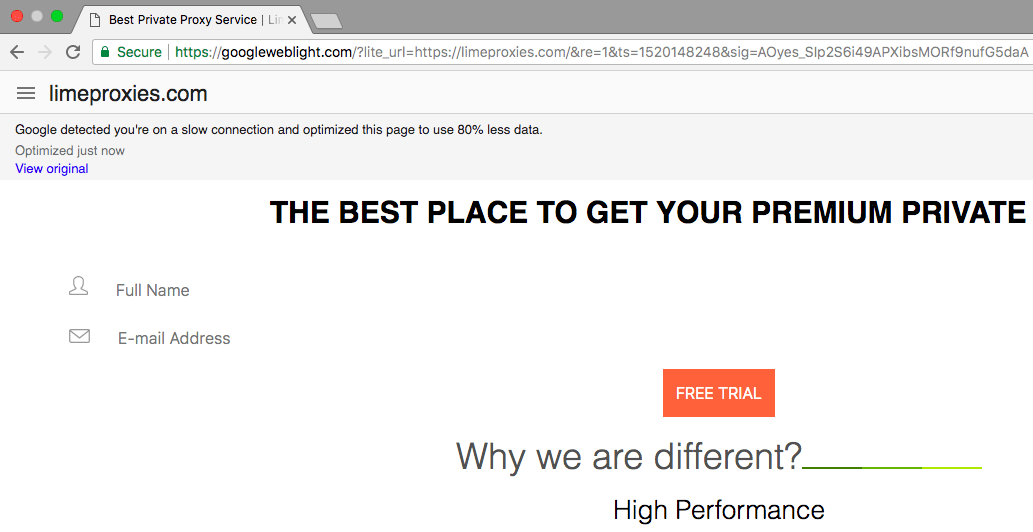 Best Private Proxy Service | Lin
Secure https://googleweblight.com/?lite_url=https://limeproxies.com/&re=1&ts=1520148248&sig=AOyes_SIp2S6i49APXibsMORf9nufG5daA
limeproxies.com
Google detected you're on a slow connection and optimized this page to use 80% less data.
Optimized just now
View original
THE BEST PLACE TO GET YOUR PREMIUM PRIVATE
Full Name
E-mail Address
FREE TRIAL
Why we are different?
High Performance